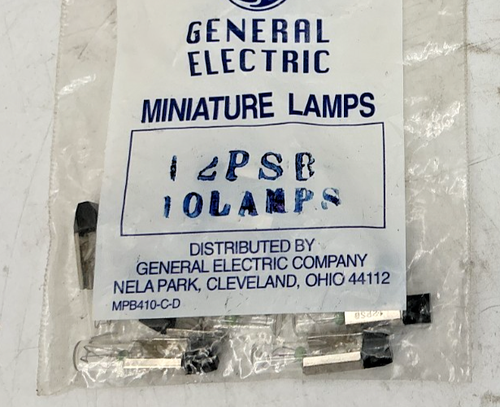 GENERAL
ELECTRIC
MINIATURE LAMPS
12PSB
10LAMPS
DISTRIBUTED BY
GENERAL ELECTRIC COMPANY
NELA PARK, CLEVELAND, OHIO 44112
MPB410-C-D